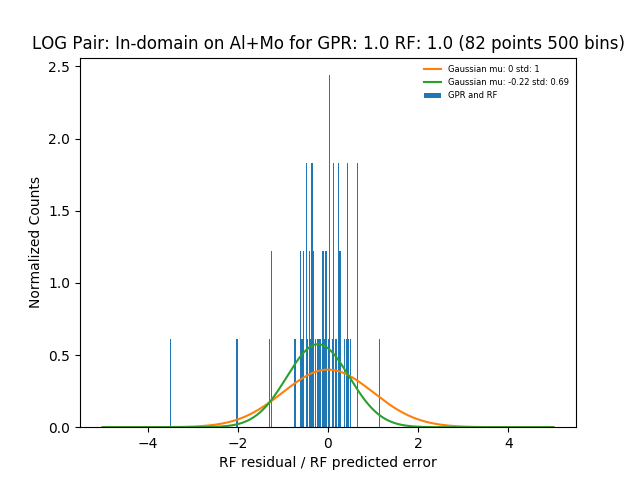 LOG Pair: In-domain on Al+Mo for GPR: 1.0 RF: 1.0 (82 points 500 bins)
Gaussian mu: 0 std: 1
Gaussian mu: -0.22 std: 0.69
GPR and RF
Normalized Counts
2.5
2.0
1.5
1.0
0.5
0.0
−4 −2 0 2 4
RF residual / RF predicted error